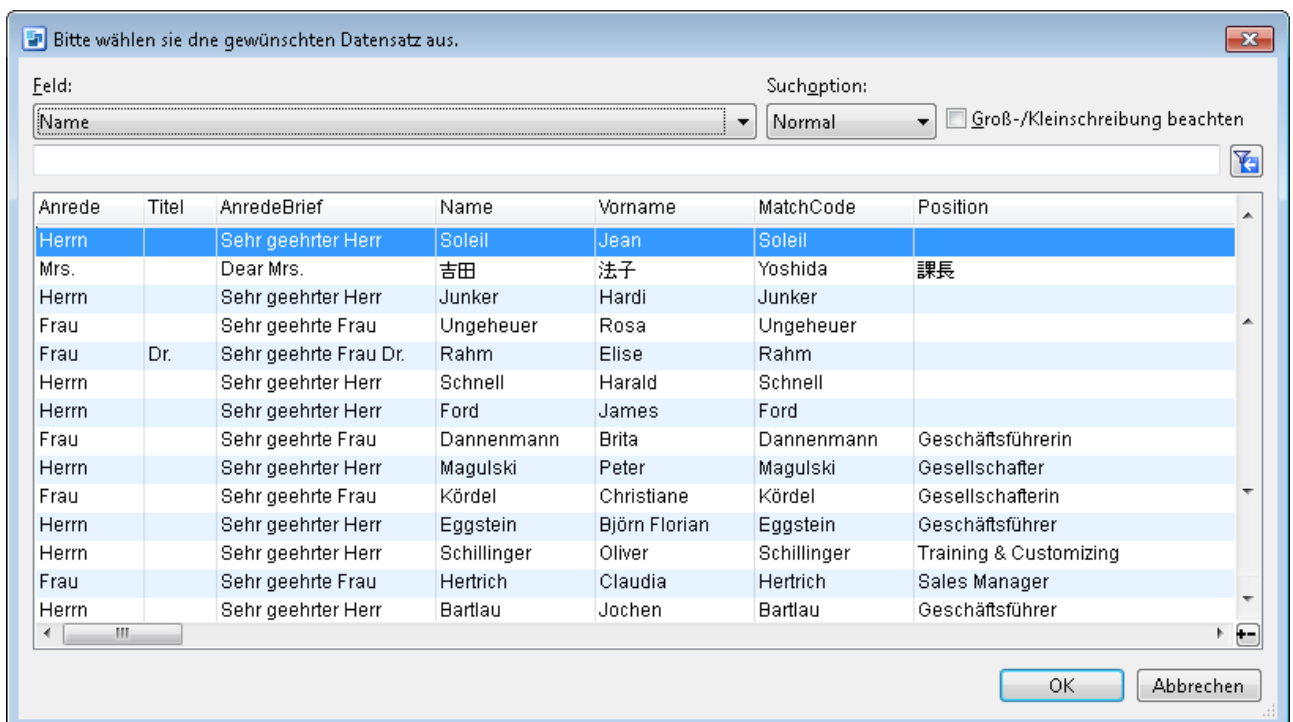 Bitte wählen sie dne gewünschten Datensatz aus.
Feld: Suchoption:
Name Normal Groß-/Kleinschreibung beachten
Anrede Titel AnredeBrief Name Vorname MatchCode Position
Herrn Sehr geehrter Herr Soleil Jean Soleil
Mrs. Dear Mrs. 吉田 法子 Yoshida 課長
Herrn Sehr geehrter Herr Junker Hardi Junker
Frau Sehr geehrte Frau Ungeheuer Rosa Ungeheuer
Frau Dr. Sehr geehrte Frau Dr. Rahm Elise Rahm
Herrn Sehr geehrter Herr Schnell Harald Schnell
Herrn Sehr geehrter Herr Ford James Ford
Frau Sehr geehrte Frau Dannenmann Brita Dannenmann Geschäftsführerin
Herrn Sehr geehrter Herr Magulski Peter Magulski Gesellschafter
Frau Sehr geehrte Frau Kördel Christiane Kördel Gesellschafterin
Herrn Sehr geehrter Herr Eggstein Björn Florian Eggstein Geschäftsführer
Herrn Sehr geehrter Herr Schillinger Oliver Schillinger Training & Customizing
Frau Sehr geehrte Frau Hertrich Claudia Hertrich Sales Manager
Herrn Sehr geehrter Herr Bartlau Jochen Bartlau Geschäftsführer
OK Abbrechen